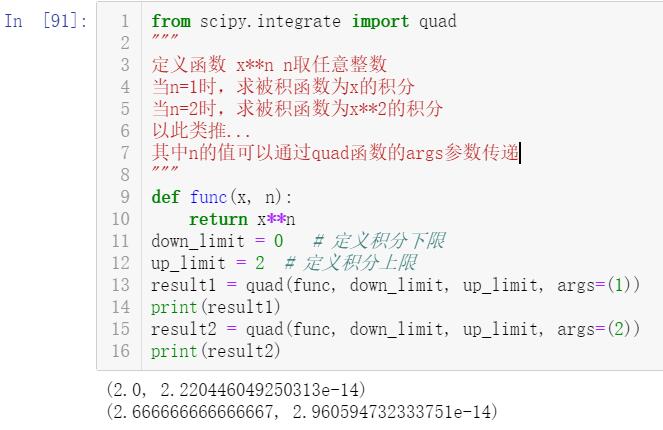 In [91]:
1 from scipy.integrate import quad
2 """
3 定义函数 x**n n取任意整数
4 当n=1时，求被积函数为x的积分
5 当n=2时，求被积函数为x**2的积分
6 以此类推...
7 其中n的值可以通过quad函数的args参数传递
8 """
9 def func(x, n):
10     return x**n
11 down_limit = 0   # 定义积分下限
12 up_limit = 2  # 定义积分上限
13 result1 = quad(func, down_limit, up_limit, args=(1))
14 print(result1)
15 result2 = quad(func, down_limit, up_limit, args=(2))
16 print(result2)
(2.0, 2.220446049250313e-14)
(2.666666666666667, 2.960594732333751e-14)